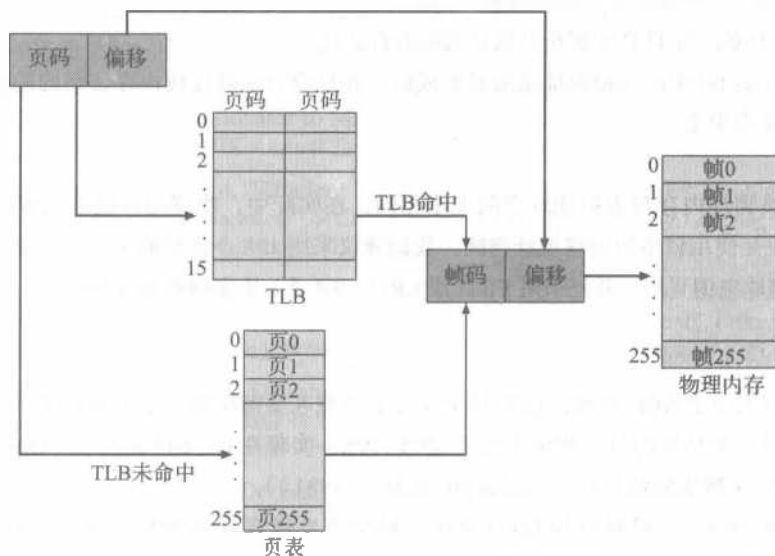 页码 偏移
页码 页码
0
1
2
15
TLB
TLB命中
帧码 偏移
0 帧0
1 帧1
2 帧2
255 帧255
物理内存
0 页0
1 页1
2 页2
TLB未命中
255 页255
页表